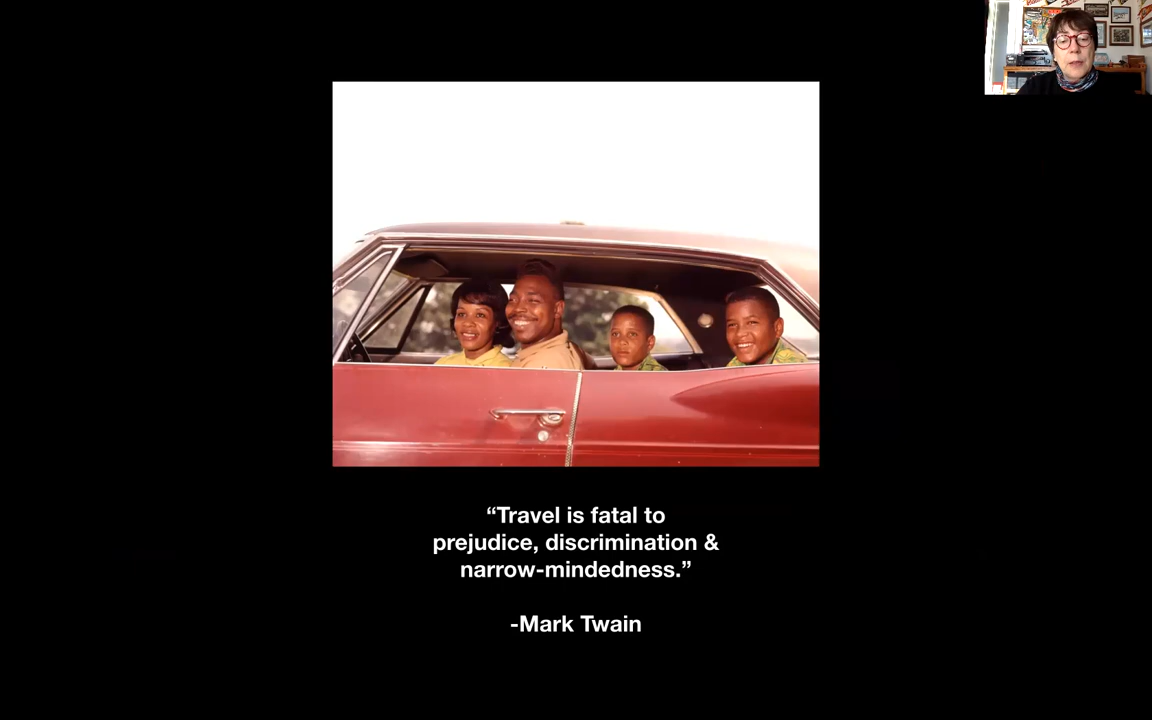 “Travel is fatal to
prejudice, discrimination &
narrow-mindedness.”
-Mark Twain